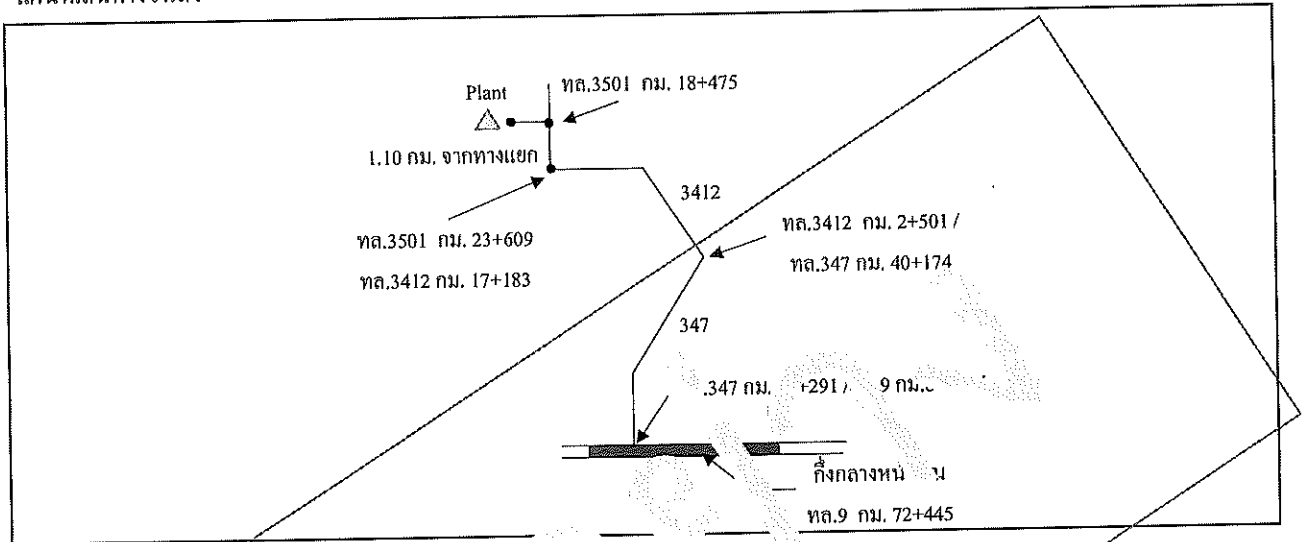 Plant
ทล.3501 กม. 18+475
1.10 กม. จากทางแยก
3412
ทล.3501 กม. 23+609
ทล.3412 กม. 17+183
ทล.3412 กม. 2+501 /
ทล.347 กม. 40+174
347
.347 กม. +291 / 9 กม.
กึ่งกลางหน
ทล.9 กม. 72+445